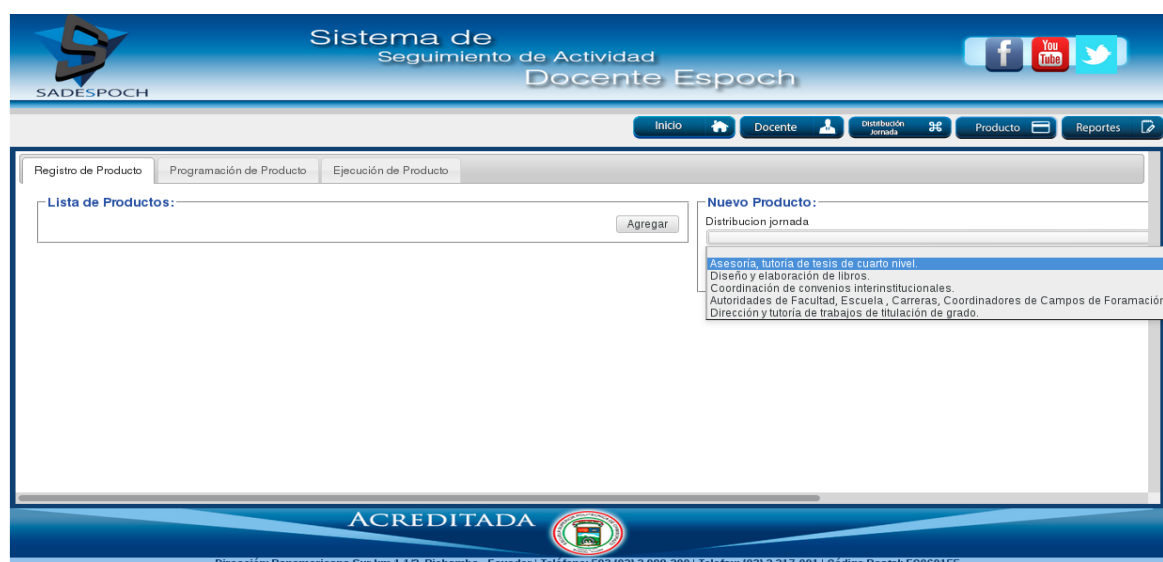 Sistema de
Seguimiento de Actividad
Docente Espoch
SADESPOCH
You
Tube
Inicio
Docente
Distribución
Jornada
Producto
Reportes
Registro de Producto
Programación de Producto
Ejecución de Producto
Lista de Productos:
Agregar
Nuevo Producto:
Distribucion jornada
Asesoría, tutoría de tesis de cuarto nivel.
Diseño y elaboración de libros.
Coordinación de convenios interinstitucionales.
Autoridades de Facultad, Escuela , Carreras, Coordinadores de Campos de Foramación
Dirección y tutoría de trabajos de titulación de grado.
ACREDITADA